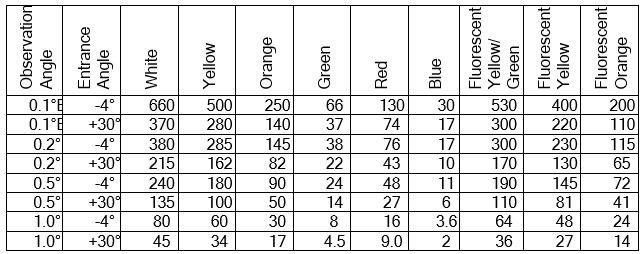 Observation Angle Entrance Angle White Yellow Orange Green Red Blue Fluorescent Yellow/ Green Fluorescent Yellow Fluorescent Orange
0.1°E -4° 660 500 250 66 130 30 530 400 200
0.1°E +30° 370 280 140 37 74 17 300 220 110
0.2° -4° 380 285 145 38 76 17 300 230 115
0.2° +30° 215 162 82 22 43 10 170 130 65
0.5° -4° 240 180 90 24 48 11 190 145 72
0.5° +30° 135 100 50 14 27 6 110 81 41
1.0° -4° 80 60 30 8 16 3.6 64 48 24
1.0° +30° 45 34 17 4.5 9.0 2 36 27 14